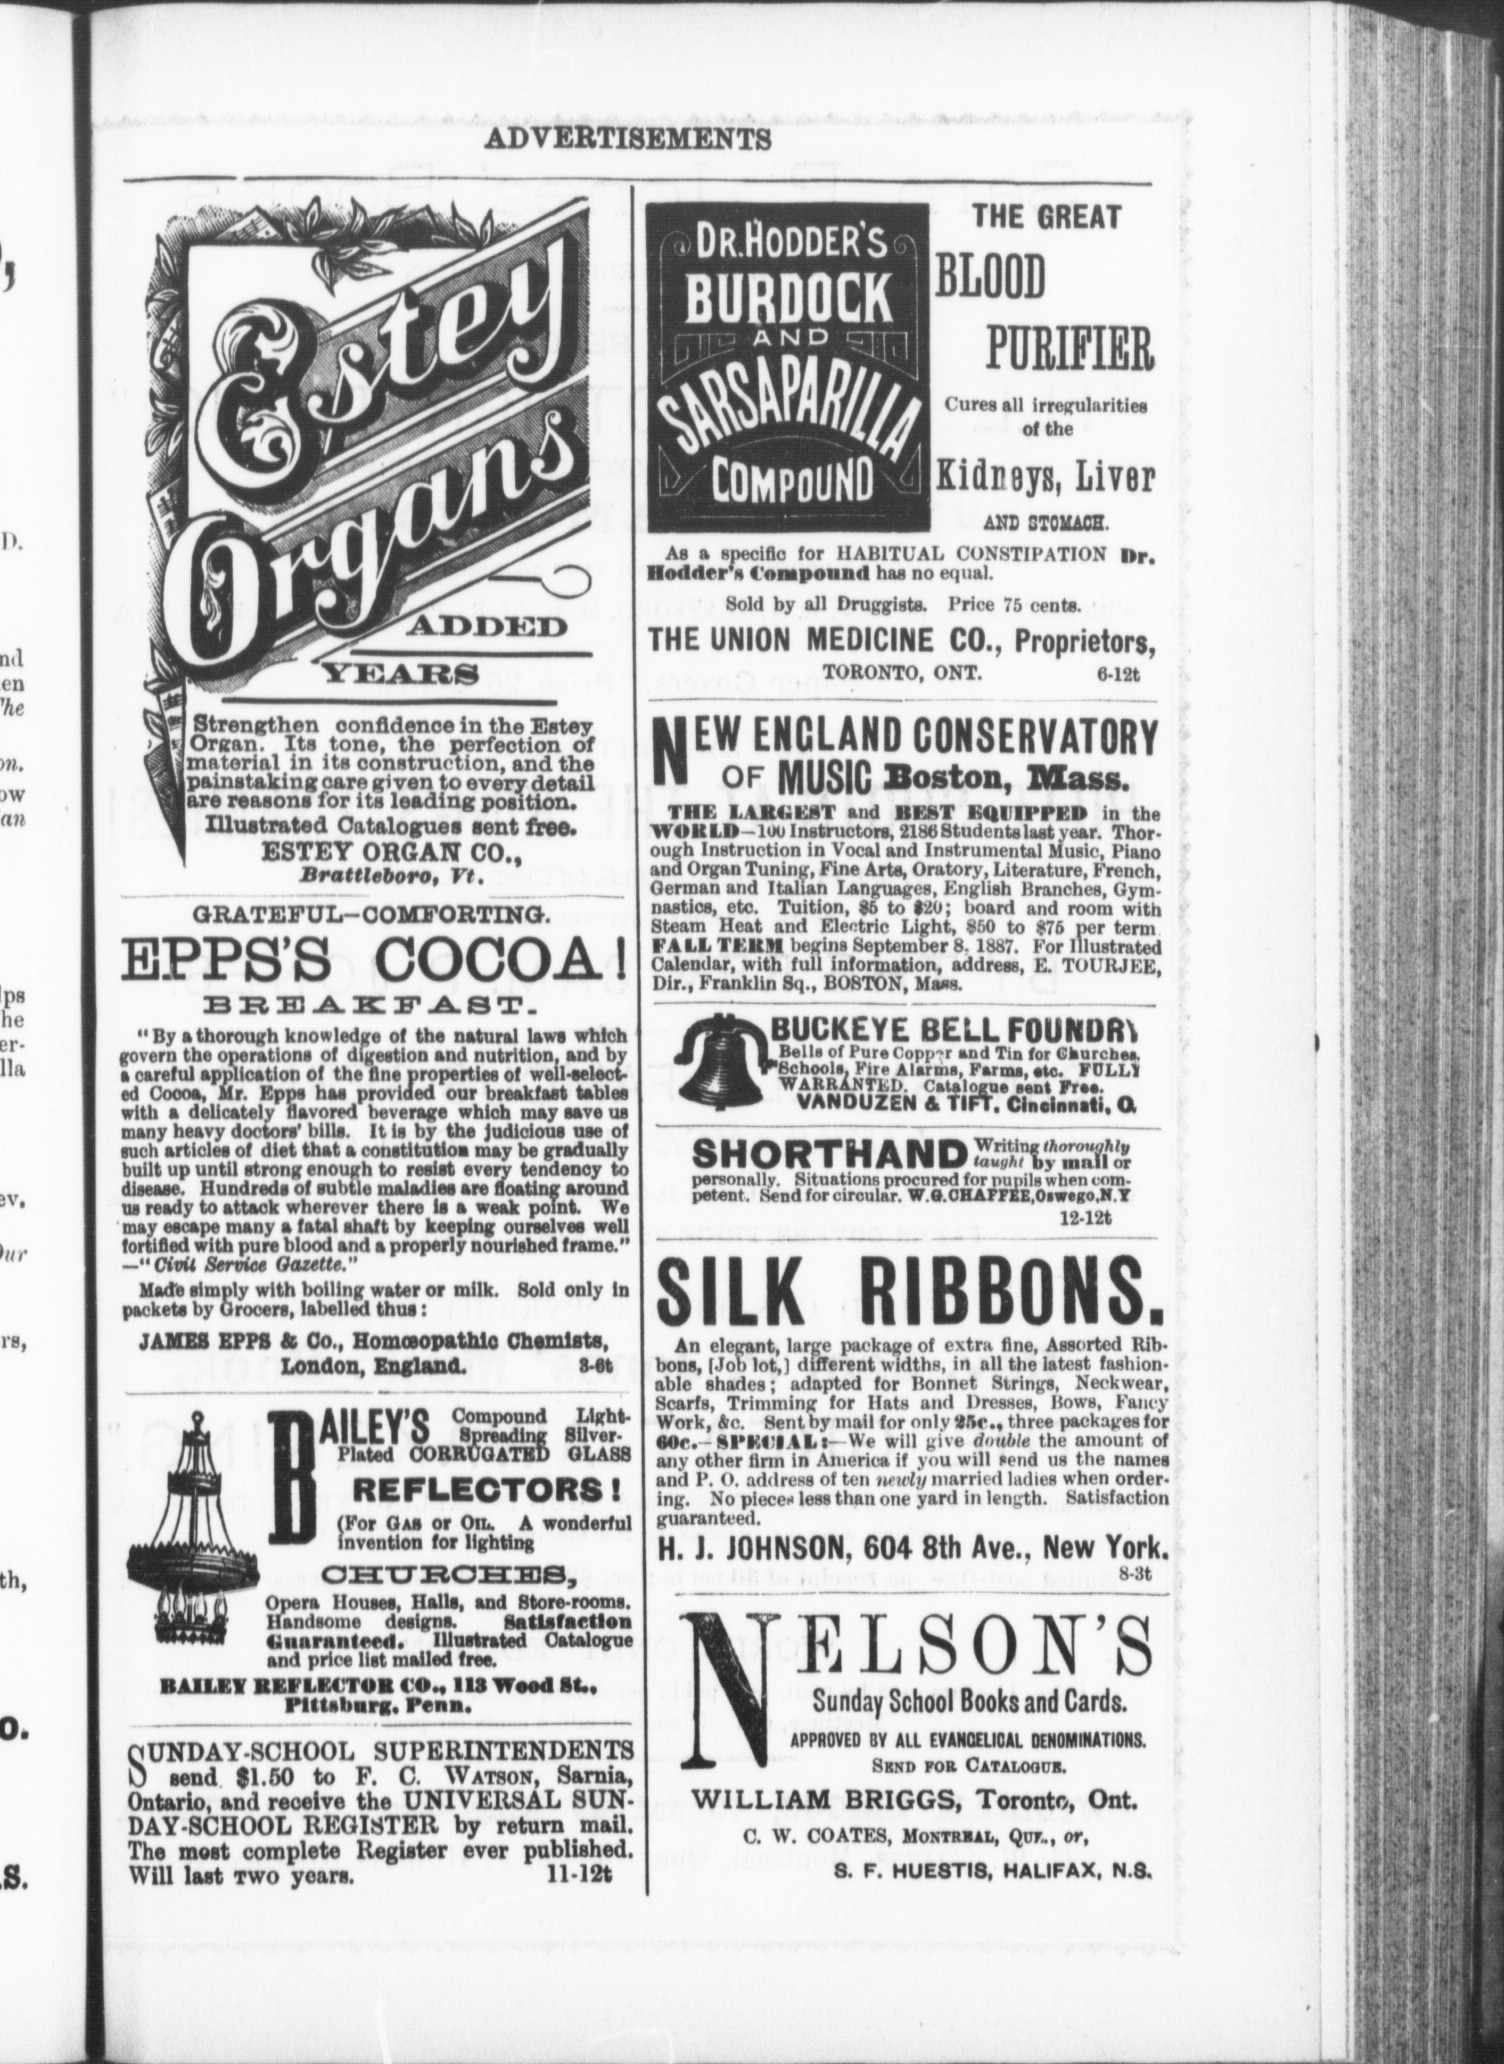 ADVERTISEMENTS
Estey
Organs
ADDED
YEARS
Strengthen confidence in the Estey
Organ. Its tone, the perfection of
material in its construction, and the
painstaking care given to every detail
are reasons for its leading position.
Illustrated Catalogues sent free.
ESTEY ORGAN CO.,
Brattleboro, Vt.
GRATEFUL—COMFORTING.
EPPS'S COCOA!
BREAKFAST.
"By a thorough knowledge of the natural laws which
govern the operations of digestion and nutrition, and by
a careful application of the fine properties of well-select-
ed Cocoa, Mr. Epps has provided our breakfast tables
with a delicately flavored beverage which may save us
many heavy doctors' bills. It is by the judicious use of
such articles of diet that a constitution may be gradually
built up until strong enough to resist every tendency to
disease. Hundreds of subtle maladies are floating around
us ready to attack wherever there is a weak point. We
may escape many a fatal shaft by keeping ourselves well
fortified with pure blood and a properly nourished frame."
—"Civil Service Gazette."
Made simply with boiling water or milk. Sold only in
packets by Grocers, labelled thus:
JAMES EPPS & Co., Homœopathic Chemists,
London, England. 3-6t
BAILEY'S Compound Light-
Spreading Silver-
Plated CORRUGATED GLASS
REFLECTORS!
(For GAS or OIL. A wonderful
invention for lighting
CHURCHES,
Opera Houses, Halls, and Store-rooms.
Handsome designs. Satisfaction
Guaranteed. Illustrated Catalogue
and price list mailed free.
BAILEY REFLECTOR CO., 113 Wood St.,
Pittsburg, Penn.
SUNDAY-SCHOOL SUPERINTENDENTS
send $1.50 to F. C. WATSON, Sarnia,
Ontario, and receive the UNIVERSAL SUN-
DAY-SCHOOL REGISTER by return mail.
The most complete Register ever published.
Will last TWO years. 11-12t
DR. HODDER'S
BURDOCK
AND
SARSAPARILLA
COMPOUND
THE GREAT
BLOOD
PURIFIER
Cures all irregularities
of the
Kidneys, Liver
AND STOMACH.
As a specific for HABITUAL CONSTIPATION Dr.
Hodder's Compound has no equal.
Sold by all Druggists. Price 75 cents.
THE UNION MEDICINE CO., Proprietors,
TORONTO, ONT. 6-12t
NEW ENGLAND CONSERVATORY
OF MUSIC Boston, Mass.
THE LARGEST and BEST EQUIPPED in the
WORLD—100 Instructors, 2186 Students last year. Thor-
ough Instruction in Vocal and Instrumental Music, Piano
and Organ Tuning, Fine Arts, Oratory, Literature, French,
German and Italian Languages, English Branches, Gym-
nastics, etc. Tuition, $5 to $20; board and room with
Steam Heat and Electric Light, $50 to $75 per term
FALL TERM begins September 8, 1887. For Illustrated
Calendar, with full information, address, E. TOURJEE,
Dir., Franklin Sq., BOSTON, Mass.
BUCKEYE BELL FOUNDRY
Bells of Pure Copper and Tin for Churches,
Schools, Fire Alarms, Farms, etc. FULLY
WARRANTED. Catalogue sent Free.
VANDUZEN & TIFT, Cincinnati, O.
SHORTHAND Writing thoroughly
taught by mail or
personally. Situations procured for pupils when com-
petent. Send for circular. W.G.CHAFFEE, Oswego, N.Y
12-12t
SILK RIBBONS.
An elegant, large package of extra fine, Assorted Rib-
bons, [Job lot,] different widths, in all the latest fashion-
able shades; adapted for Bonnet Strings, Neckwear,
Scarfs, Trimming for Hats and Dresses, Bows, Fancy
Work, &c. Sent by mail for only 25c., three packages for
60c.—SPECIAL:—We will give double the amount of
any other firm in America if you will send us the names
and P. O. address of ten newly married ladies when order-
ing. No pieces less than one yard in length. Satisfaction
guaranteed.
H. J. JOHNSON, 604 8th Ave., New York.
8-3t
NELSON'S
Sunday School Books and Cards.
APPROVED BY ALL EVANGELICAL DENOMINATIONS.
SEND FOR CATALOGUE.
WILLIAM BRIGGS, Toronto, Ont.
C. W. COATES, MONTREAL, QUE., or,
S. F. HUESTIS, HALIFAX, N.S.